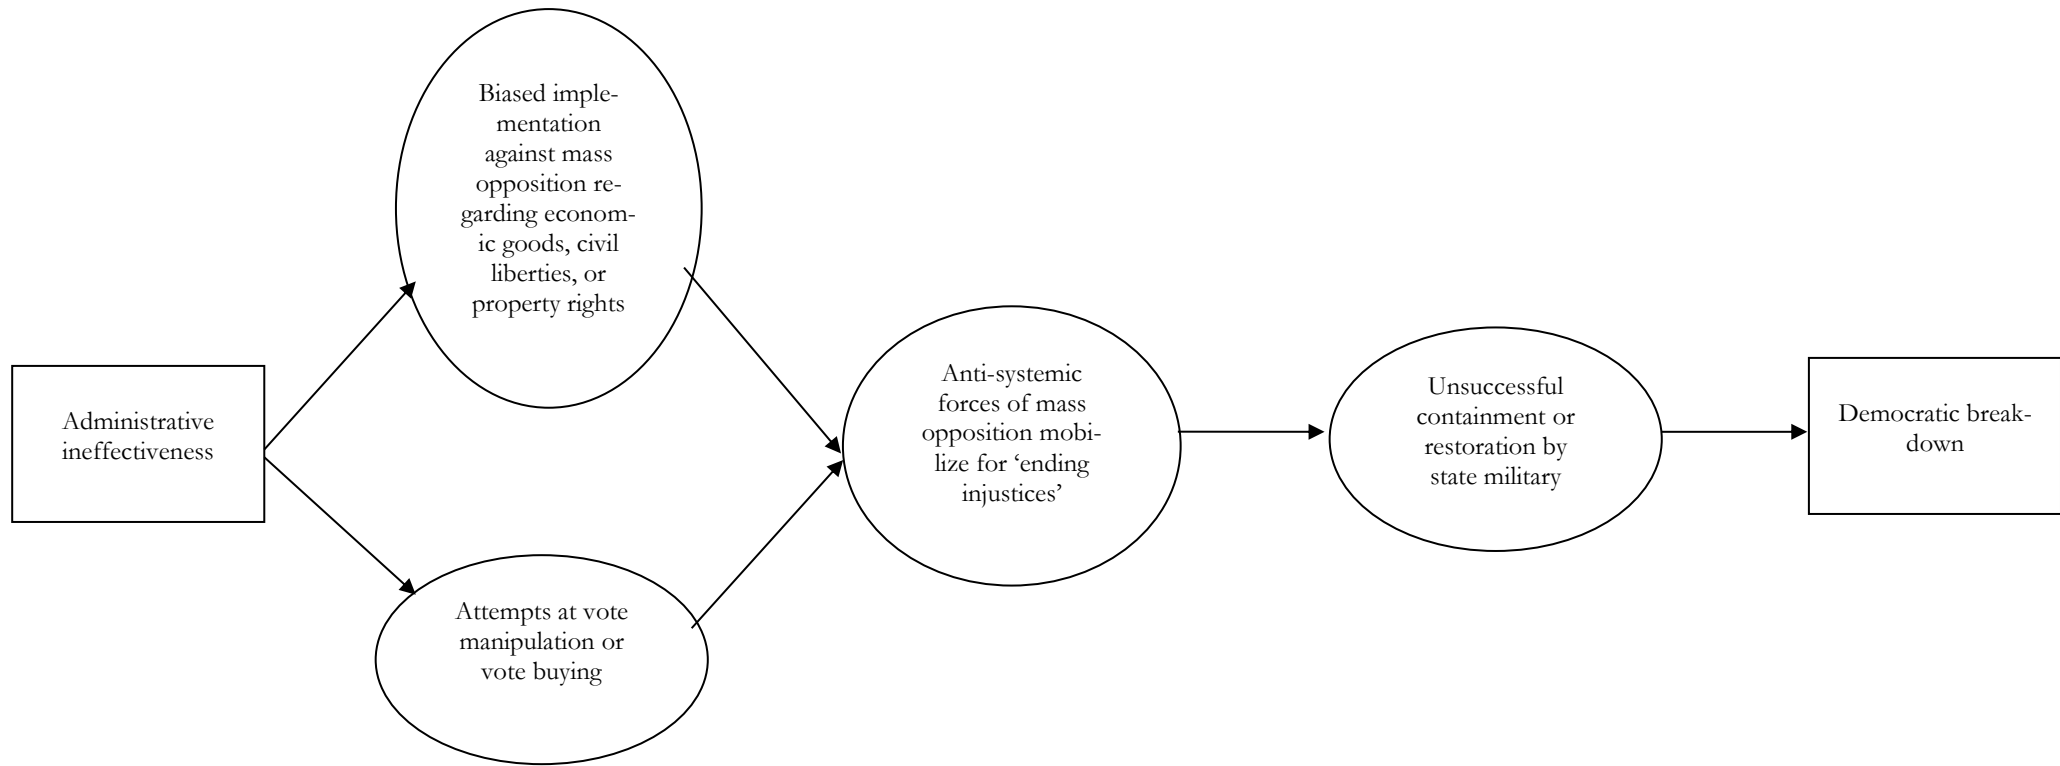 Administrative
ineffectiveness
Biased imple-
mentation
against mass
opposition re-
garding econom-
ic goods, civil
liberties, or
property rights
Attempts at vote
manipulation or
vote buying
Anti-systemic
forces of mass
opposition mobi-
lize for ‘ending
injustices’
Unsuccessful
containment or
restoration by
state military
Democratic break-
down